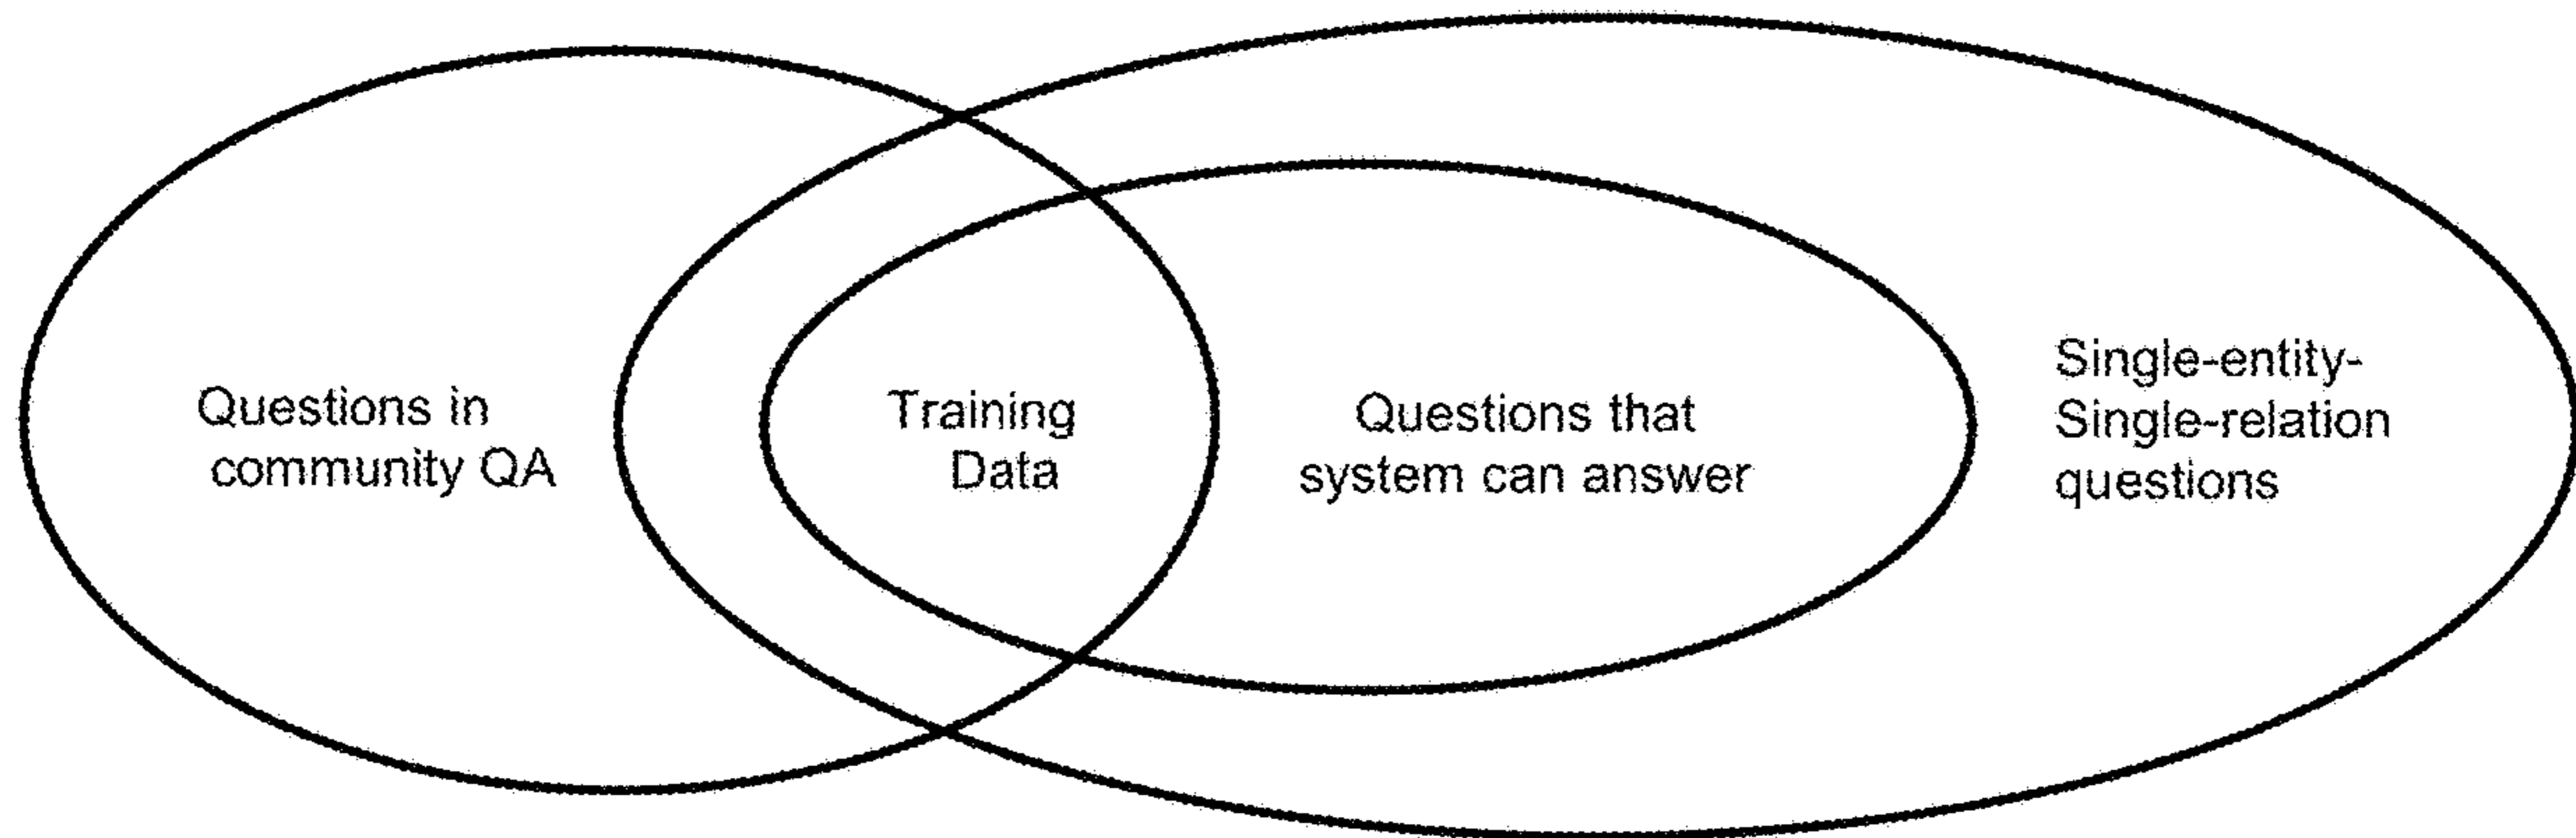 Questions in
community QA
Training
Data
Questions that
system can answer
Single-entity-
Single-relation
questions